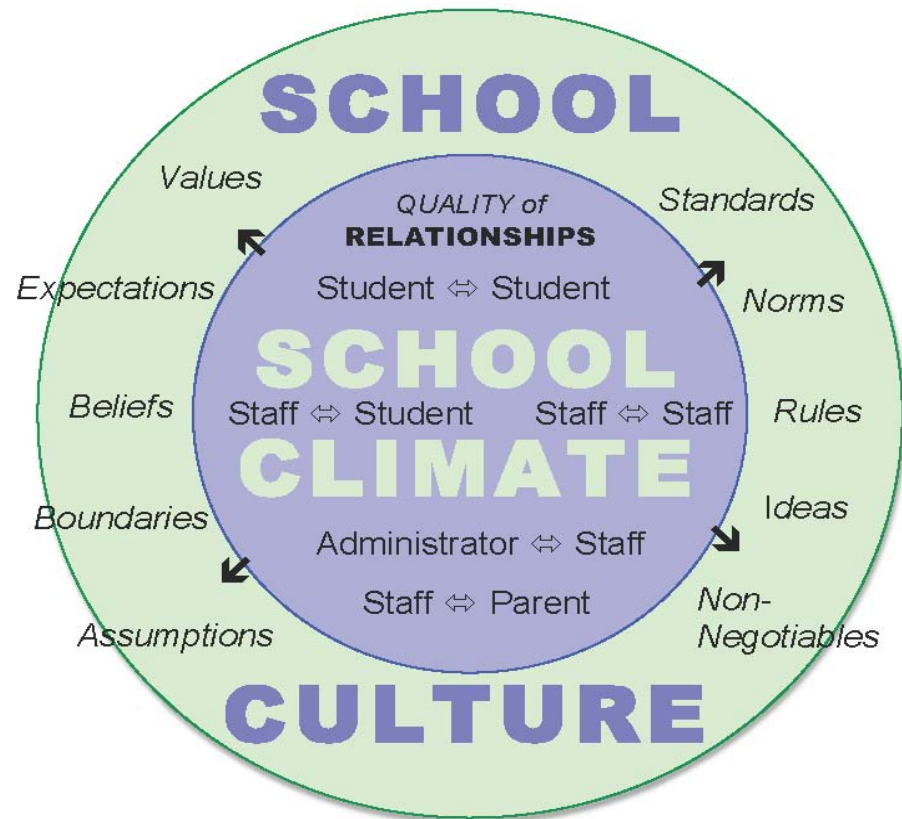 SCHOOL
Values
Standards
QUALITY of
RELATIONSHIPS
Expectations
Student ⇔ Student
Norms
SCHOOL
Beliefs
Staff ⇔ Student
Staff ⇔ Staff
Rules
CLIMATE
Boundaries
Ideas
Administrator ⇔ Staff
Staff ⇔ Parent
Assumptions
Non-
Negotiables
CULTURE